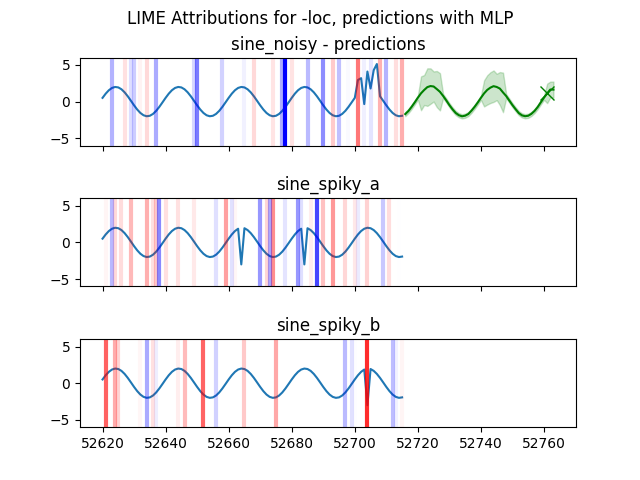 LIME Attributions for -loc, predictions with MLP
sine_noisy - predictions
5
0
−5
sine_spiky_a
5
0
−5
sine_spiky_b
5
0
−5
52620 52640 52660 52680 52700 52720 52740 52760